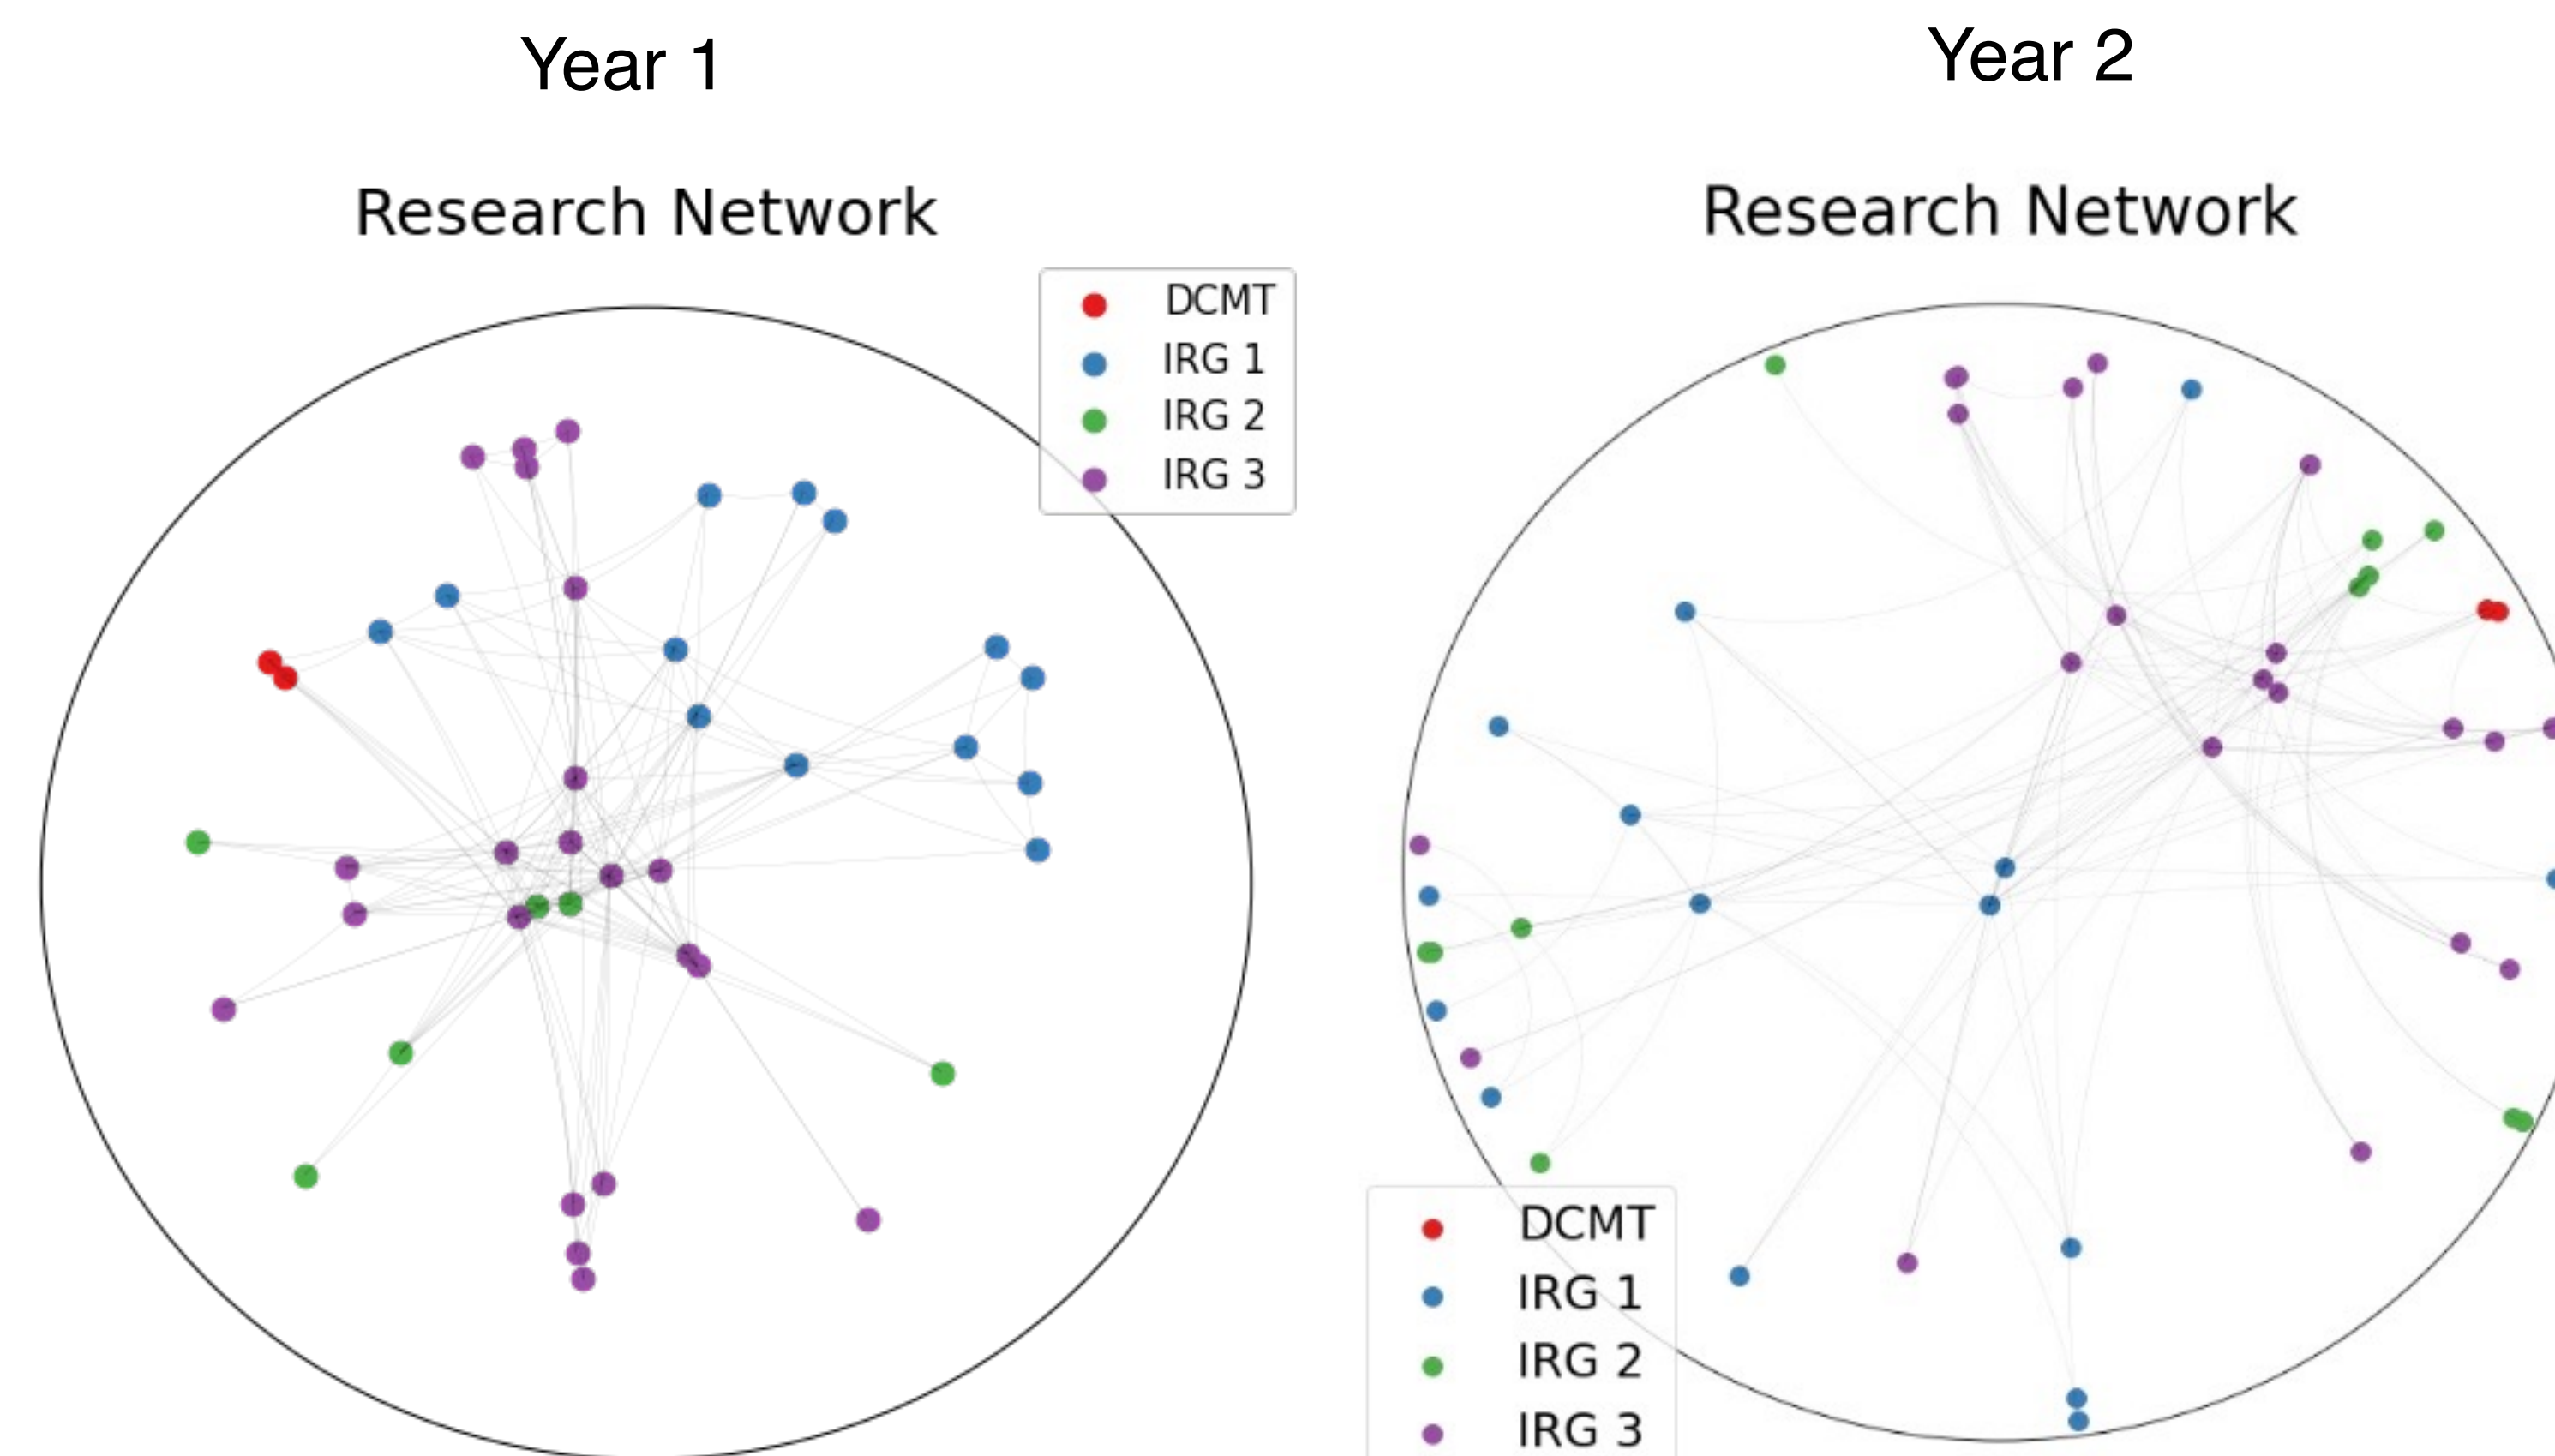 Year 1
Research Network
DCMT
IRG 1
IRG 2
IRG 3
Year 2
Research Network
DCMT
IRG 1
IRG 2
IRG 3